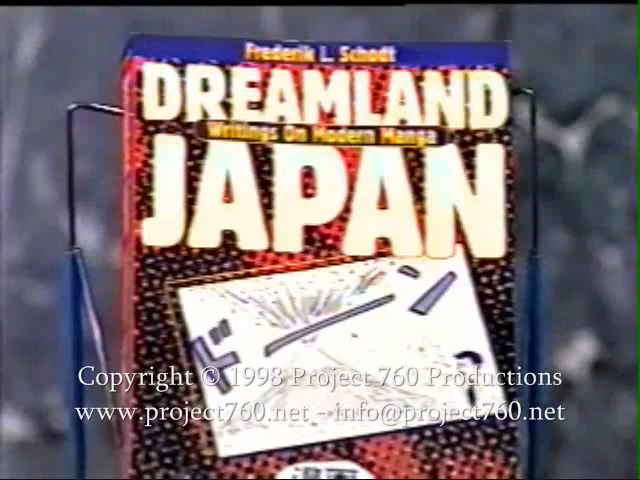 Frederik L. Schodt
DREAMLAND
Writings On Modern Manga
JAPAN
Copyright © 1998 Project 760 Productions
www.project760.net - info@project760.net